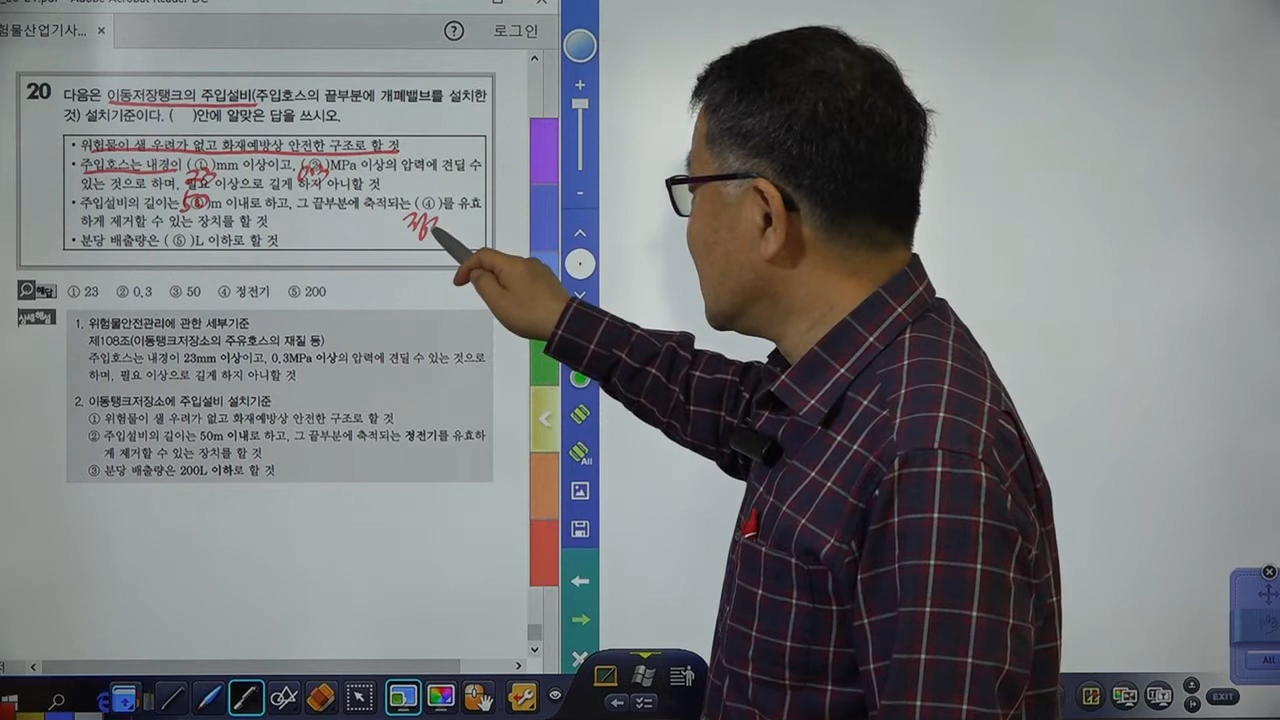 Adobe Acrobat Reader DC
험물산업기사... ×
? 로그인
20 다음은 이동저장탱크의 주입설비(주입호스의 끝부분에 개폐밸브를 설치한
것) 설치기준이다. ( )안에 알맞은 답을 쓰시오.
• 위험물이 샐 우려가 없고 화재예방상 안전한 구조로 할 것
• 주입호스는 내경이 (①)mm 이상이고, (②)MPa 이상의 압력에 견딜 수
23 0.3
있는 것으로 하며, 필요 이상으로 길게 하지 아니할 것
• 주입설비의 길이는 50 m 이내로 하고, 그 끝부분에 축적되는 (④)를 유효
하게 제거할 수 있는 장치를 할 것
정
• 분당 배출량은 (⑤)L 이하로 할 것
해답 ① 23 ② 0.3 ③ 50 ④ 정전기 ⑤ 200
상세해설
1. 위험물안전관리에 관한 세부기준
제108조(이동탱크저장소의 주유호스의 재질 등)
주입호스는 내경이 23mm 이상이고, 0.3MPa 이상의 압력에 견딜 수 있는 것으로
하며, 필요 이상으로 길게 하지 아니할 것
2. 이동탱크저장소에 주입설비 설치기준
① 위험물이 샐 우려가 없고 화재예방상 안전한 구조로 할 것
② 주입설비의 길이는 50m 이내로 하고, 그 끝부분에 축적되는 정전기를 유효하
게 제거할 수 있는 장치를 할 것
③ 분당 배출량은 200L 이하로 할 것
All
All
EXIT